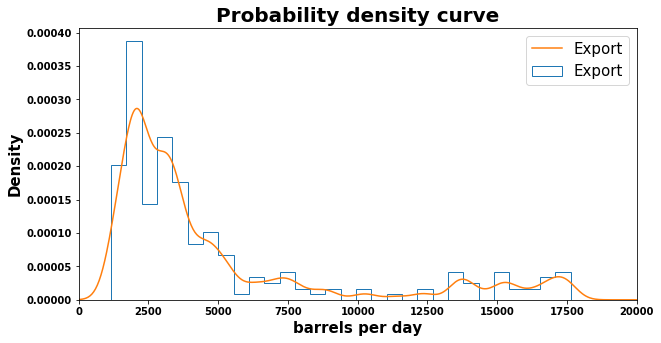 Probability density curve
Export
Export
Density
0.00040
0.00035
0.00030
0.00025
0.00020
0.00015
0.00010
0.00005
0.00000
0 2500 5000 7500 10000 12500 15000 17500 20000
barrels per day